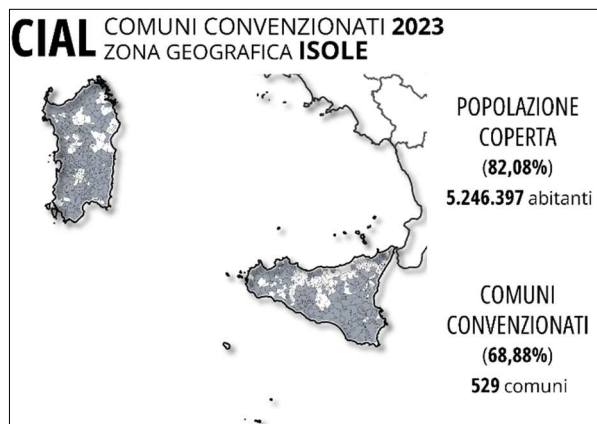 CIAL COMUNI CONVENZIONATI 2023
ZONA GEOGRAFICA ISOLE
POPOLAZIONE
COPERTA
(82,08%)
5.246.397 abitanti
COMUNI
CONVENZIONATI
(68,88%)
529 comuni